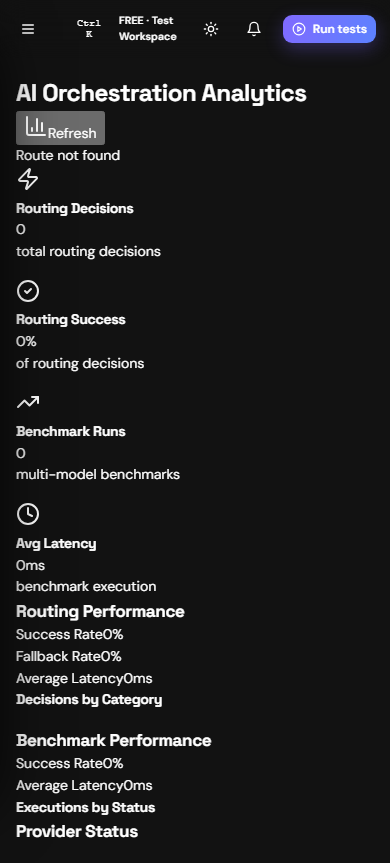 Ctrl
K
FREE · Test
Workspace
Run tests
AI Orchestration Analytics
Refresh
Route not found
Routing Decisions
0
total routing decisions
Routing Success
0%
of routing decisions
Benchmark Runs
0
multi-model benchmarks
Avg Latency
0ms
benchmark execution
Routing Performance
Success Rate0%
Fallback Rate0%
Average Latency0ms
Decisions by Category
Benchmark Performance
Success Rate0%
Average Latency0ms
Executions by Status
Provider Status